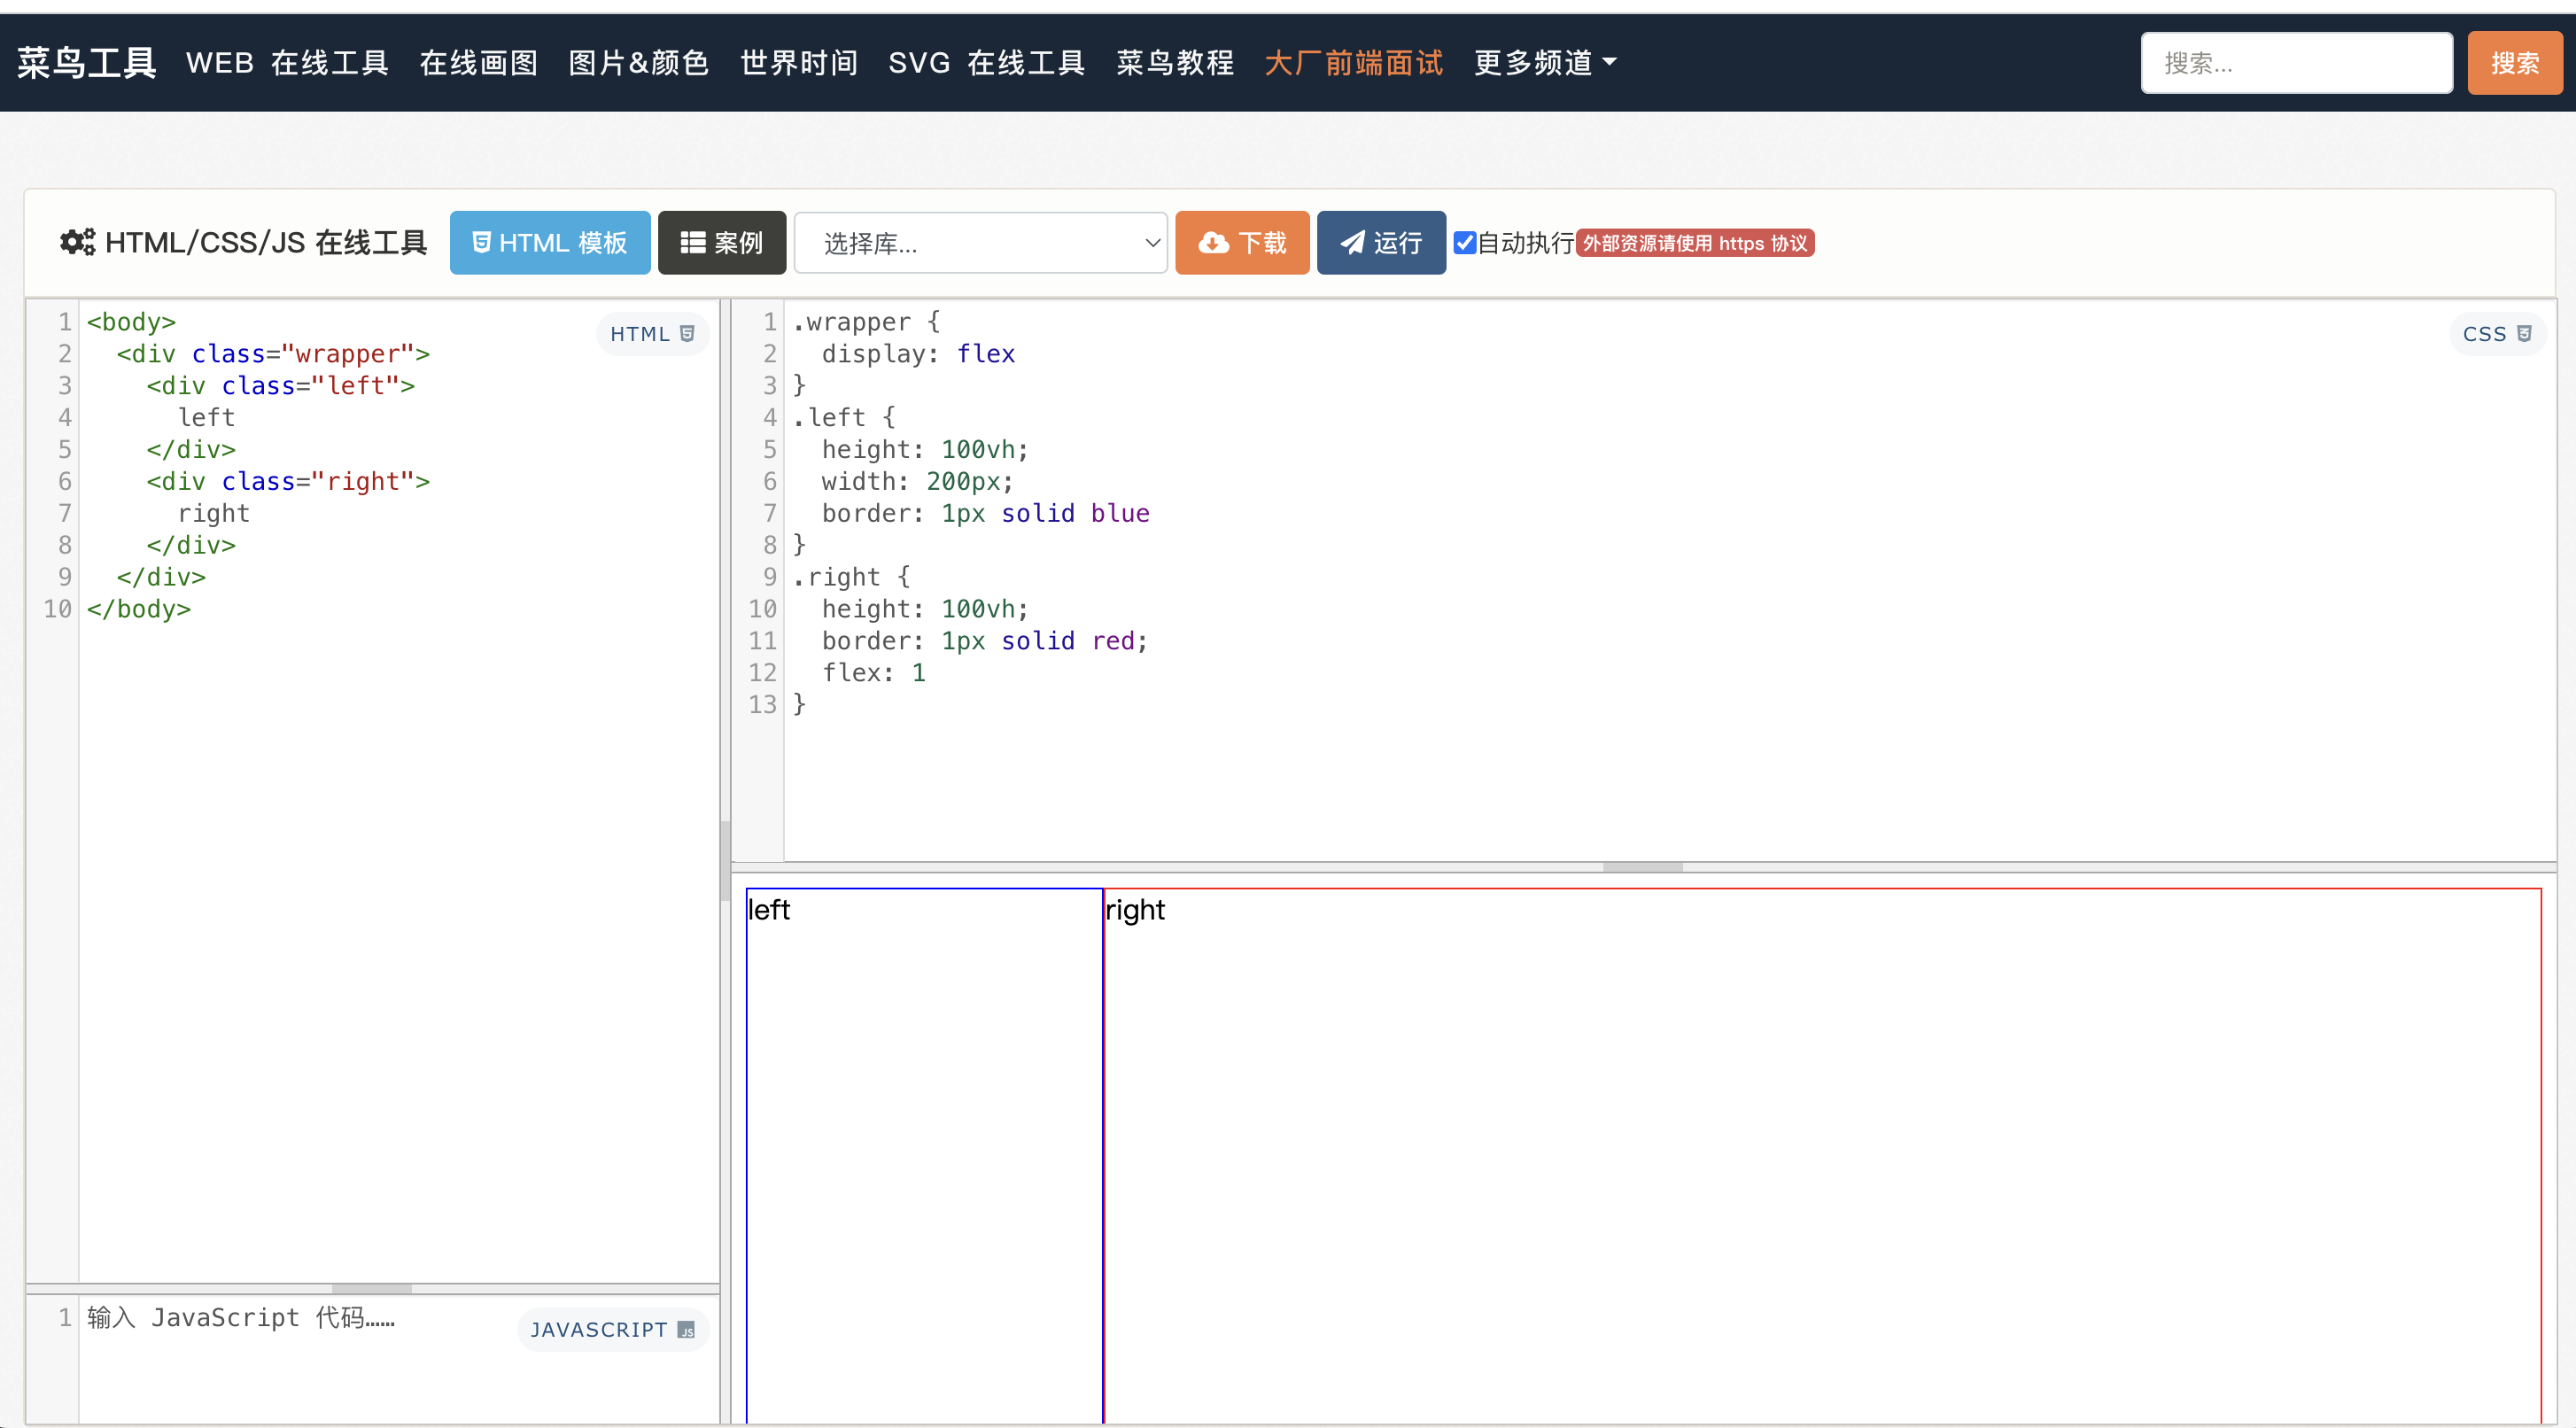 菜鸟工具 WEB 在线工具 在线画图 图片&颜色 世界时间 SVG 在线工具 菜鸟教程 大厂前端面试 更多频道 搜索... 搜索
HTML/CSS/JS 在线工具 HTML 模板 案例 选择库... 下载 运行 自动执行 外部资源请使用 https 协议
HTML
1 <body>
2   <div class="wrapper">
3     <div class="left">
4       left
5     </div>
6     <div class="right">
7       right
8     </div>
9   </div>
10 </body>
CSS
1 .wrapper {
2   display: flex
3 }
4 .left {
5   height: 100vh;
6   width: 200px;
7   border: 1px solid blue
8 }
9 .right {
10   height: 100vh;
11   border: 1px solid red;
12   flex: 1
13 }
left
right
1 输入 JavaScript 代码……
JAVASCRIPT JS